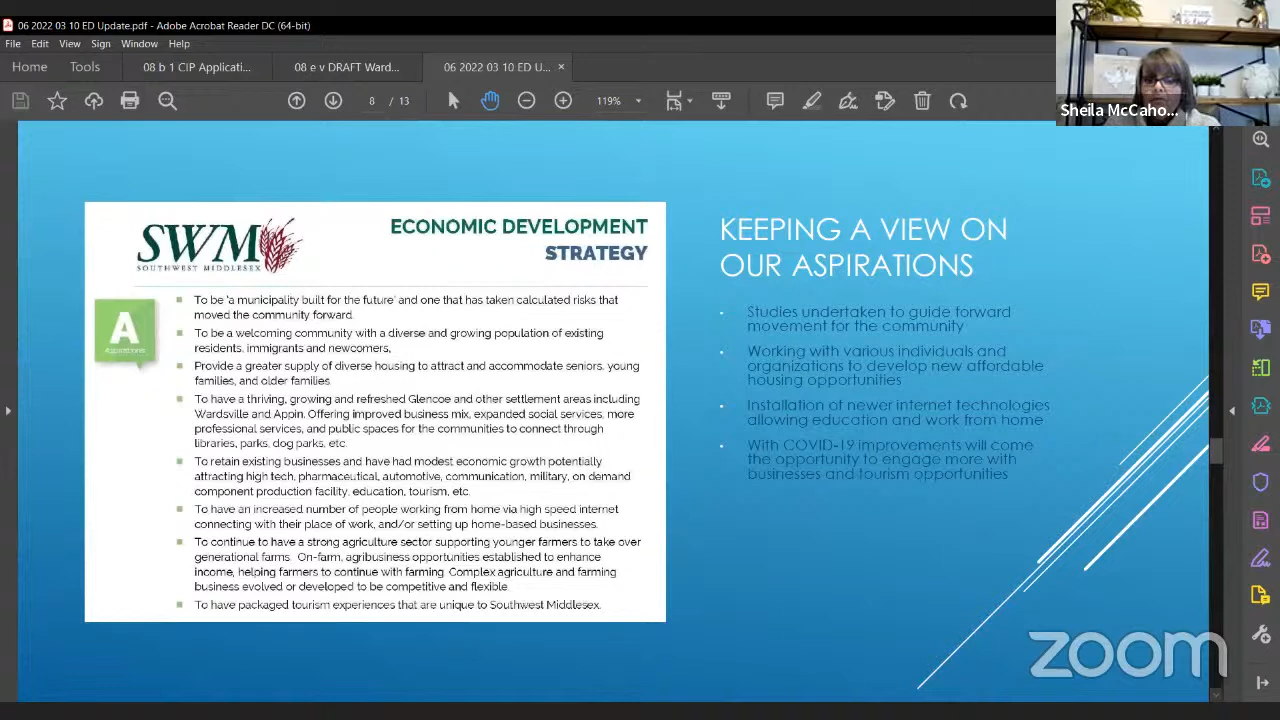 06 2022 03 10 ED Update.pdf - Adobe Acrobat Reader DC (64-bit)
File Edit View Sign Window Help
Home Tools 08 b 1 CIP Applicati... 08 e v DRAFT Ward... 06 2022 03 10 ED U... ×
8 / 13 119%
Sheila McCaho...
SWM
SOUTHWEST MIDDLESEX
ECONOMIC DEVELOPMENT
STRATEGY
A
Aspirations
To be 'a municipality built for the future' and one that has taken calculated risks that
moved the community forward.
To be a welcoming community with a diverse and growing population of existing
residents, immigrants and newcomers,
Provide a greater supply of diverse housing to attract and accommodate seniors, young
families, and older families
To have a thriving, growing and refreshed Glencoe and other settlement areas including
Wardsville and Appin. Offering improved business mix, expanded social services, more
professional services, and public spaces for the communities to connect through
libraries, parks, dog parks, etc.
To retain existing businesses and have had modest economic growth potentially
attracting high tech, pharmaceutical, automotive, communication, military, on demand
component production facility, education, tourism, etc.
To have an increased number of people working from home via high speed internet
connecting with their place of work, and/or setting up home-based businesses.
To continue to have a strong agriculture sector supporting younger farmers to take over
generational farms. On-farm, agribusiness opportunities established to enhance
income, helping farmers to continue with farming. Complex agriculture and farming
business evolved or developed to be competitive and flexible.
To have packaged tourism experiences that are unique to Southwest Middlesex.
KEEPING A VIEW ON
OUR ASPIRATIONS
• Studies undertaken to guide forward
movement for the community
• Working with various individuals and
organizations to develop new affordable
housing opportunities
• Installation of newer internet technologies
allowing education and work from home
• With COVID-19 improvements will come
the opportunity to engage more with
businesses and tourism opportunities
zoom